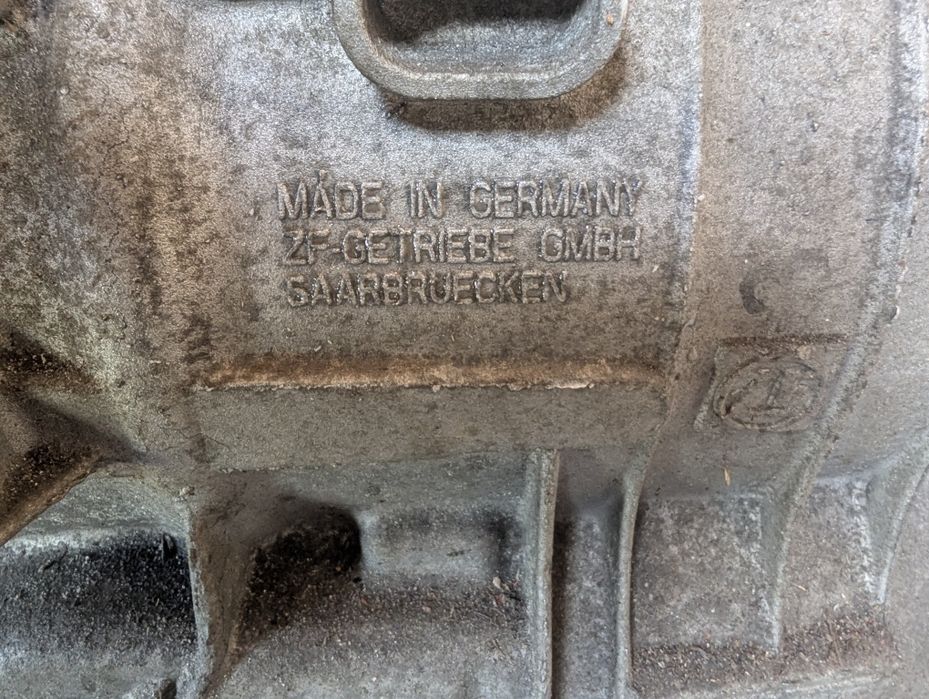 MADE IN GERMANY
ZF-GETRIEBE GMBH
SAARBRUECKEN